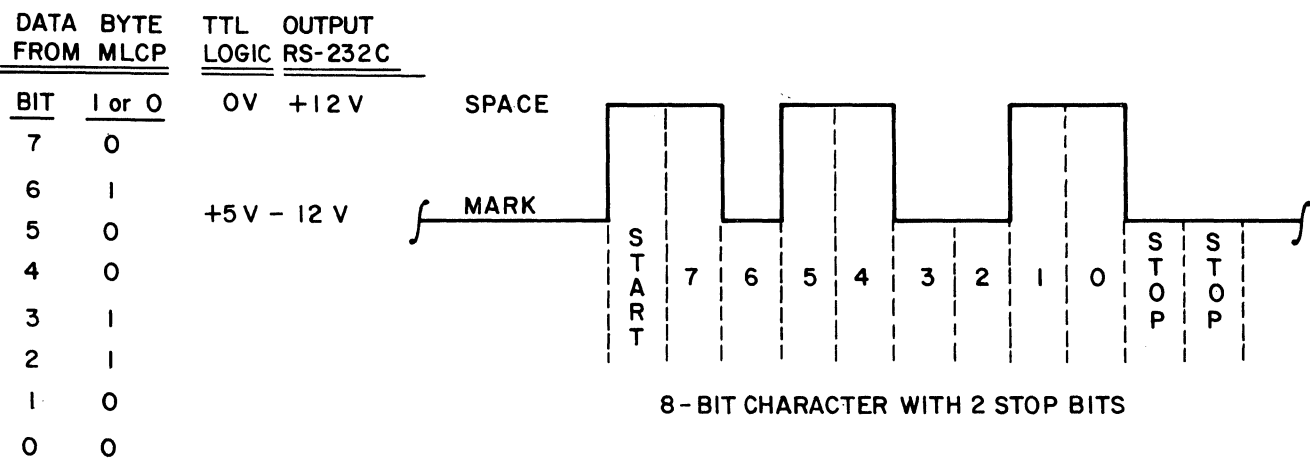 DATA BYTE TTL OUTPUT
FROM MLCP LOGIC RS-232C
BIT 1 or 0 0V +12V SPACE
7 0
6 1
+5V - 12V MARK
5 0
4 0
3 1
2 1
1 0
0 0
START 7 6 5 4 3 2 1 0 STOP STOP
8-BIT CHARACTER WITH 2 STOP BITS